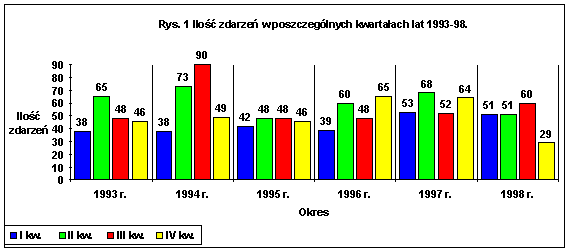 Rys. 1 Ilość zdarzeń w poszczególnych kwartałach lat 1993-98.
Ilość
zdarzeń
90
80
70
60
50
40
30
20
10
0
38 65 48 46
38 73 90 49
42 48 48 46
39 60 48 65
53 68 52 64
51 51 60 29
1993 r. 1994 r. 1995 r. 1996 r. 1997 r. 1998 r.
Okres
I kw. II kw. III kw. IV kw.